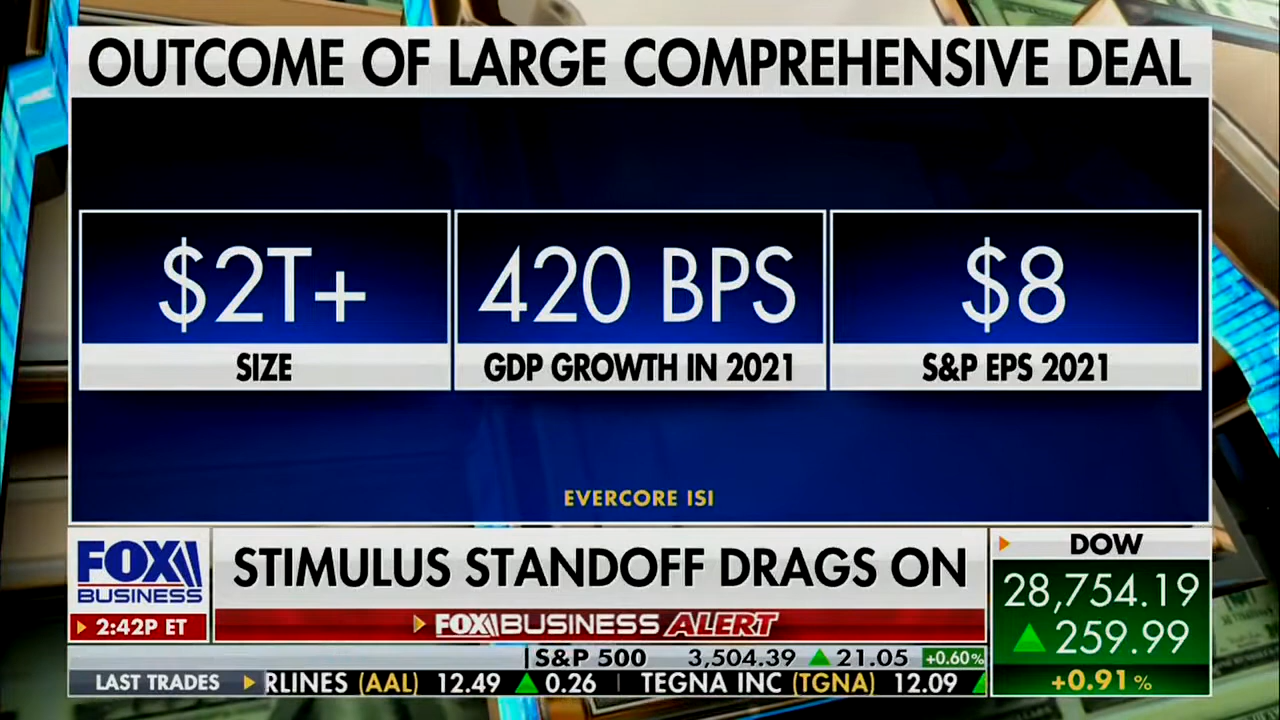 OUTCOME OF LARGE COMPREHENSIVE DEAL
$2T+
SIZE
420 BPS
GDP GROWTH IN 2021
$8
S&P EPS 2021
EVERCORE ISI
FOX
BUSINESS
2:42P ET
STIMULUS STANDOFF DRAGS ON
FOX BUSINESS ALERT
DOW
28,754.19
259.99
+0.91%
S&P 500 3,504.39 21.05 +0.60%
LAST TRADES RLINES (AAL) 12.49 0.26 TEGNA INC (TGNA) 12.09